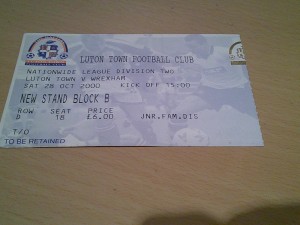 LUTON TOWN FOOTBALL CLUB
NATIONWIDE LEAGUE DIVISION TWO
LUTON TOWN V WREXHAM
SAT 28 OCT 2000 KICK OFF 15:00
NEW STAND BLOCK B
ROW SEAT PRICE
D 18 £6.00 JNR.FAM.DIS
T/O
TO BE RETAINED